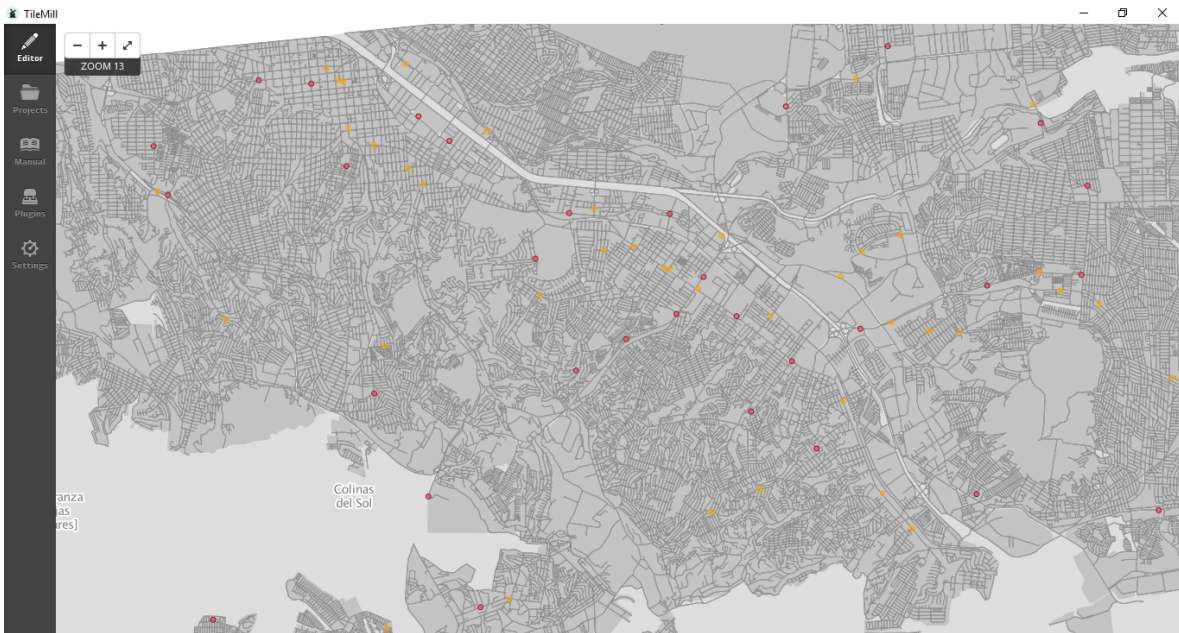 TileMill
Editor
ZOOM 13
Projects
Manual
Plugins
Settings
Colinas
del Sol
ranza
jas
ares]